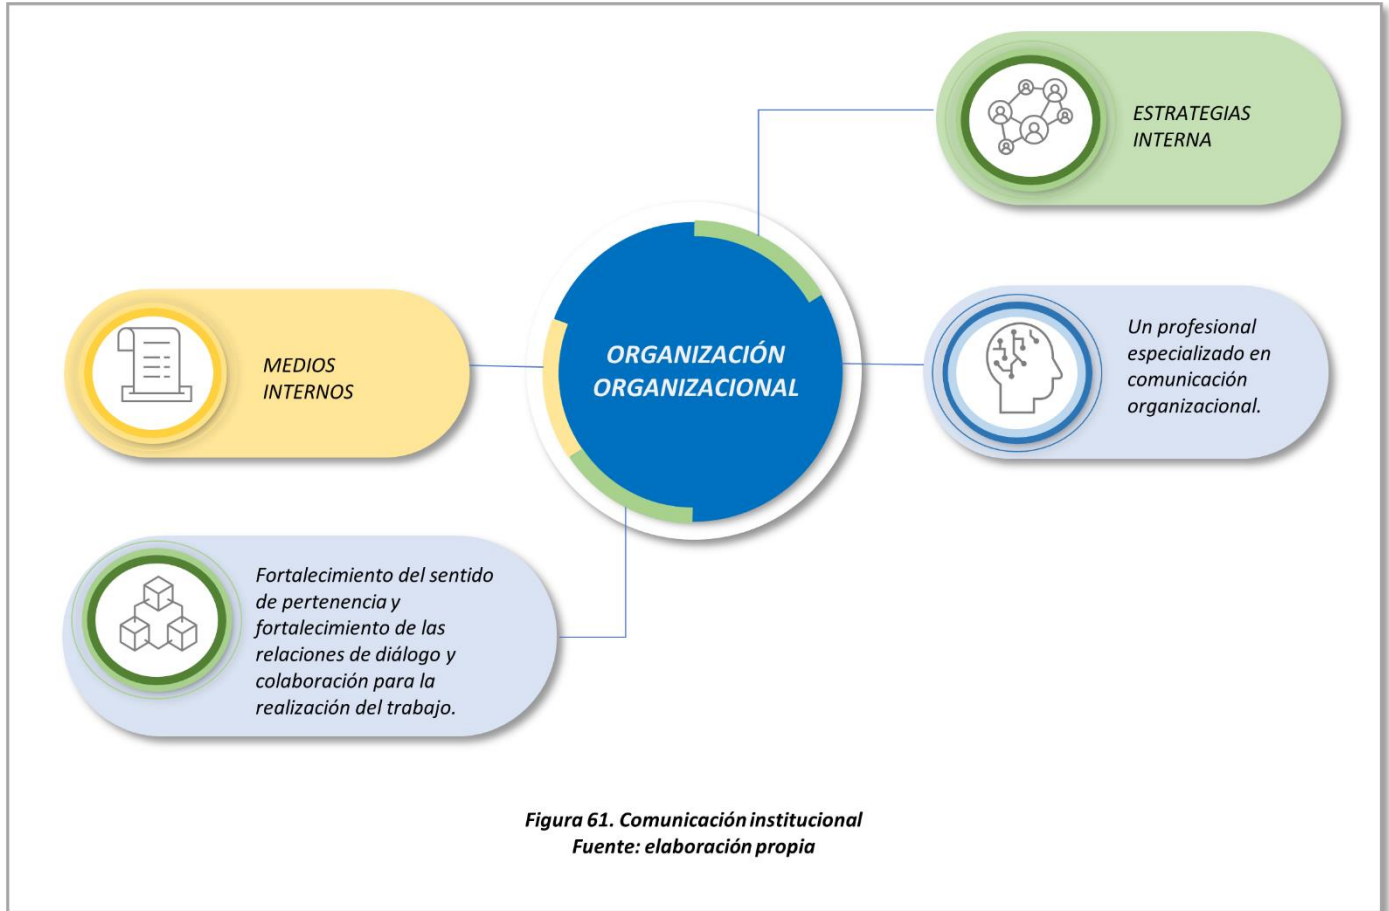 ESTRATEGIAS
INTERNA
ORGANIZACIÓN
ORGANIZACIONAL
MEDIOS
INTERNOS
Un profesional
especializado en
comunicación
organizacional.
Fortalecimiento del sentido
de pertenencia y
fortalecimiento de las
relaciones de diálogo y
colaboración para la
realización del trabajo.
Figura 61. Comunicación institucional
Fuente: elaboración propia